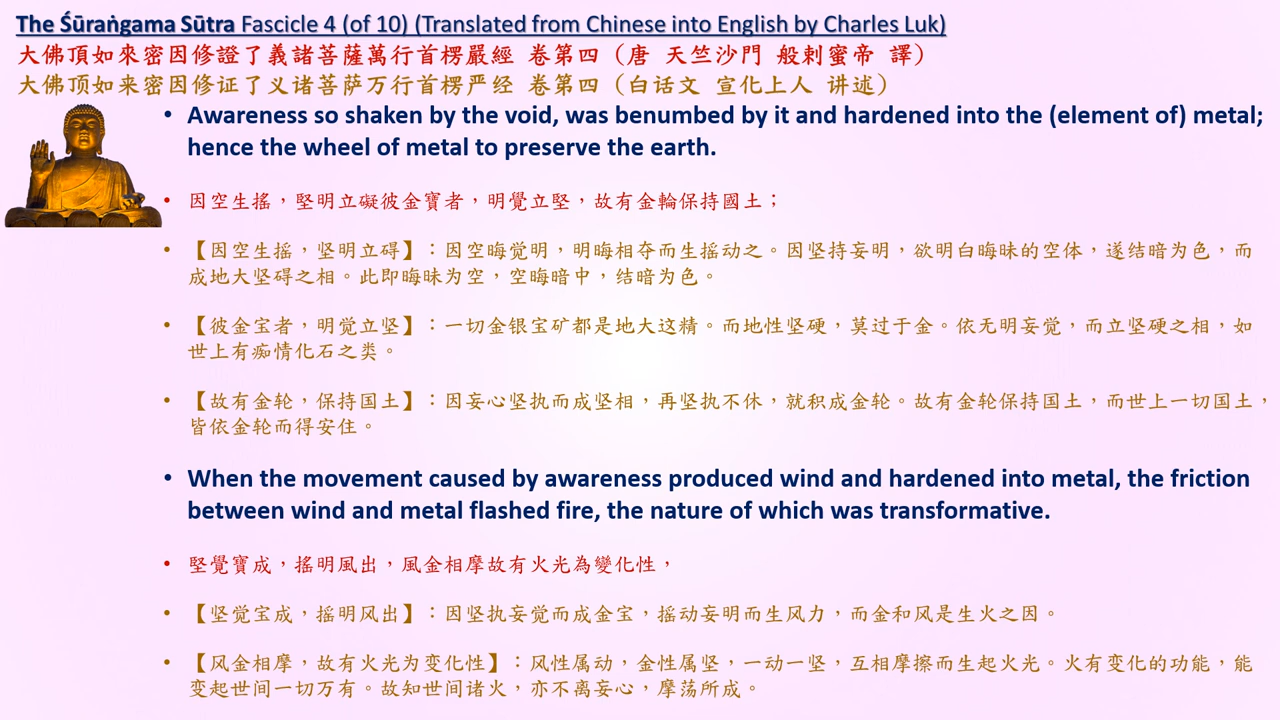 The Śūraṅgama Sūtra Fascicle 4 (of 10) (Translated from Chinese into English by Charles Luk)
大佛頂如來密因修證了義諸菩薩萬行首楞嚴經 卷第四（唐 天竺沙門 般剌蜜帝 譯）
大佛顶如来密因修证了义诸菩萨万行首楞严经 卷第四（白话文 宣化上人 讲述）
• Awareness so shaken by the void, was benumbed by it and hardened into the (element of) metal;
hence the wheel of metal to preserve the earth.
• 因空生搖，堅明立礙彼金寶者，明覺立堅，故有金輪保持國土；
• 【因空生摇，坚明立碍】：因空晦觉明，明晦相夺而生摇动之。因坚持妄明，欲明白晦昧的空体，遂结暗为色，而
成地大坚碍之相。此即晦昧为空，空晦暗中，结暗为色。
• 【彼金宝者，明觉立坚】：一切金银宝矿都是地大这精。而地性坚硬，莫过于金。依无明妄觉，而立坚硬之相，如
世上有痴情化石之类。
• 【故有金轮，保持国土】：因妄心坚执而成坚相，再坚执不休，就积成金轮。故有金轮保持国土，而世上一切国土，
皆依金轮而得安住。
• When the movement caused by awareness produced wind and hardened into metal, the friction
between wind and metal flashed fire, the nature of which was transformative.
• 堅覺寶成，搖明風出，風金相摩故有火光為變化性，
• 【坚觉宝成，摇明风出】：因坚执妄觉而成金宝，摇动妄明而生风力，而金和风是生火之因。
• 【风金相摩，故有火光为变化性】：风性属动，金性属坚，一动一坚，互相摩擦而生起火光。火有变化的功能，能
变起世间一切万有。故知世间诸火，亦不离妄心，摩荡所成。